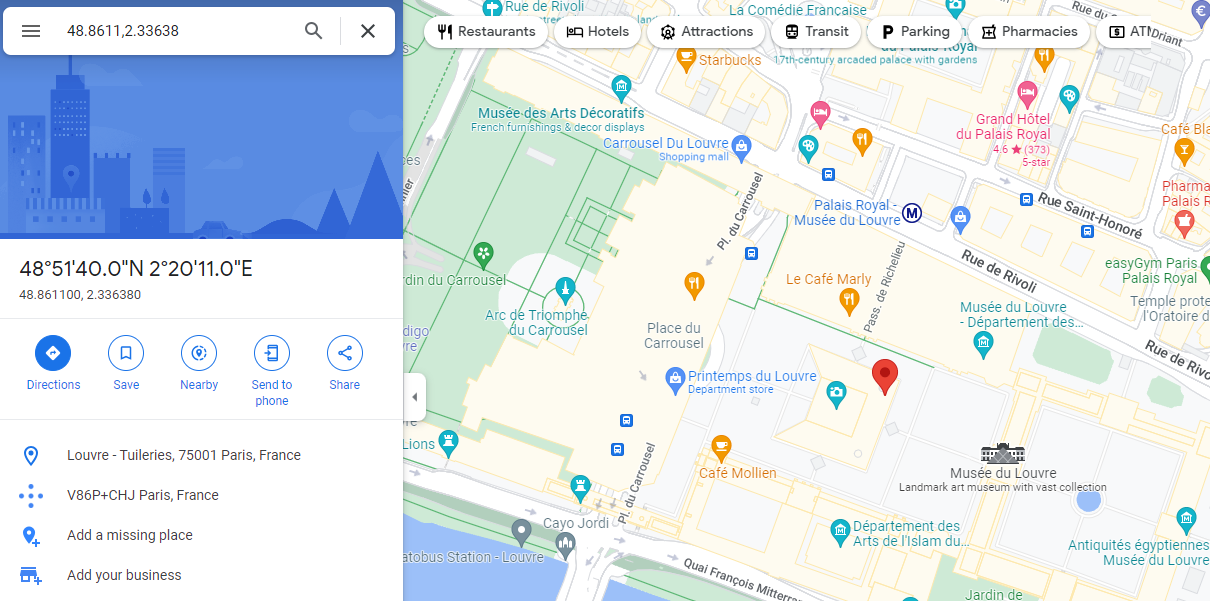 48.8611,2.33638
48°51'40.0"N 2°20'11.0"E
48.861100, 2.336380
Directions
Save
Nearby
Send to
phone
Share
Louvre - Tuileries, 75001 Paris, France
V86P+CHJ Paris, France
Add a missing place
Add your business
Rue de Rivoli
La Comédie Française
Rue du
Restaurants
Hotels
Attractions
Transit
Parking
Pharmacies
Driant
Palais Royal
17th-century arcaded palace with gardens
Starbucks
Musée des Arts Décoratifs
French furnishings & decor displays
Carrousel Du Louvre
Shopping mall
Grand Hôtel
du Palais Royal
4.6 ★ (373)
5-star
Café Bla
Pharma
Palais R
Pl. du Carrousel
Palais Royal -
Musée du Louvre
M
Rue Saint-Honoré
Rue de Rivoli
Pass. de Richelieu
easyGym Paris
Palais Royal
Temple prote
l'Oratoire d
rdin du Carrousel
Le Café Marly
Arc de Triomphe
du Carrousel
Place du
Carrousel
Musée du Louvre
- Département des...
Rue de Rivo
Printemps du Louvre
Department store
Lions
Café Mollien
Pl. du Carrousel
Musée du Louvre
Landmark art museum with vast collection
Cayo Jordi
atobus Station - Louvre
Département des
Arts de l'Islam du...
Antiquités égyptiennes
Musée du Louvre
Quai François Mitterran
Jardin de